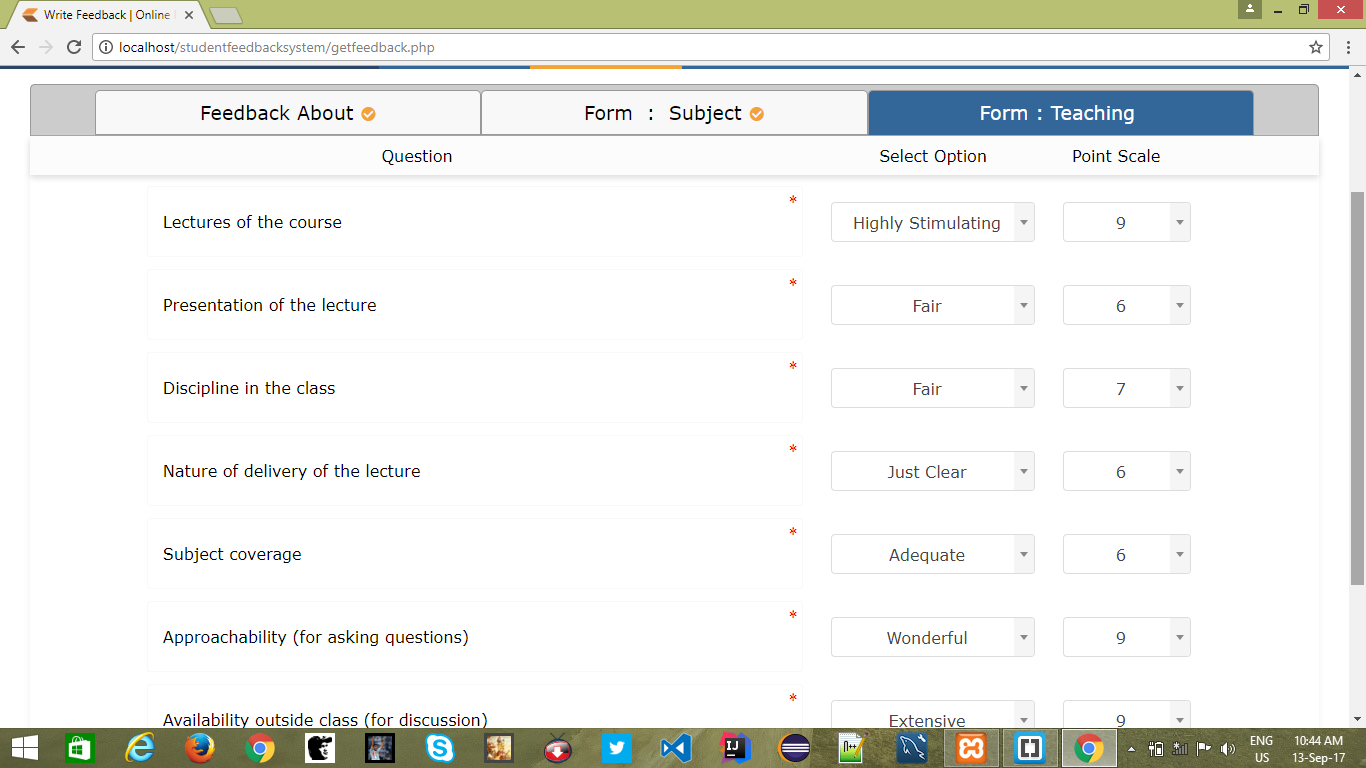 Write Feedback | Online
localhost/studentfeedbacksystem/getfeedback.php
Feedback About Form : Subject Form : Teaching
Question Select Option Point Scale
Lectures of the course * Highly Stimulating 9
Presentation of the lecture * Fair 6
Discipline in the class * Fair 7
Nature of delivery of the lecture * Just Clear 6
Subject coverage * Adequate 6
Approachability (for asking questions) * Wonderful 9
Availability outside class (for discussion) * Extensive 9
ENG 10:44 AM
US 13-Sep-17